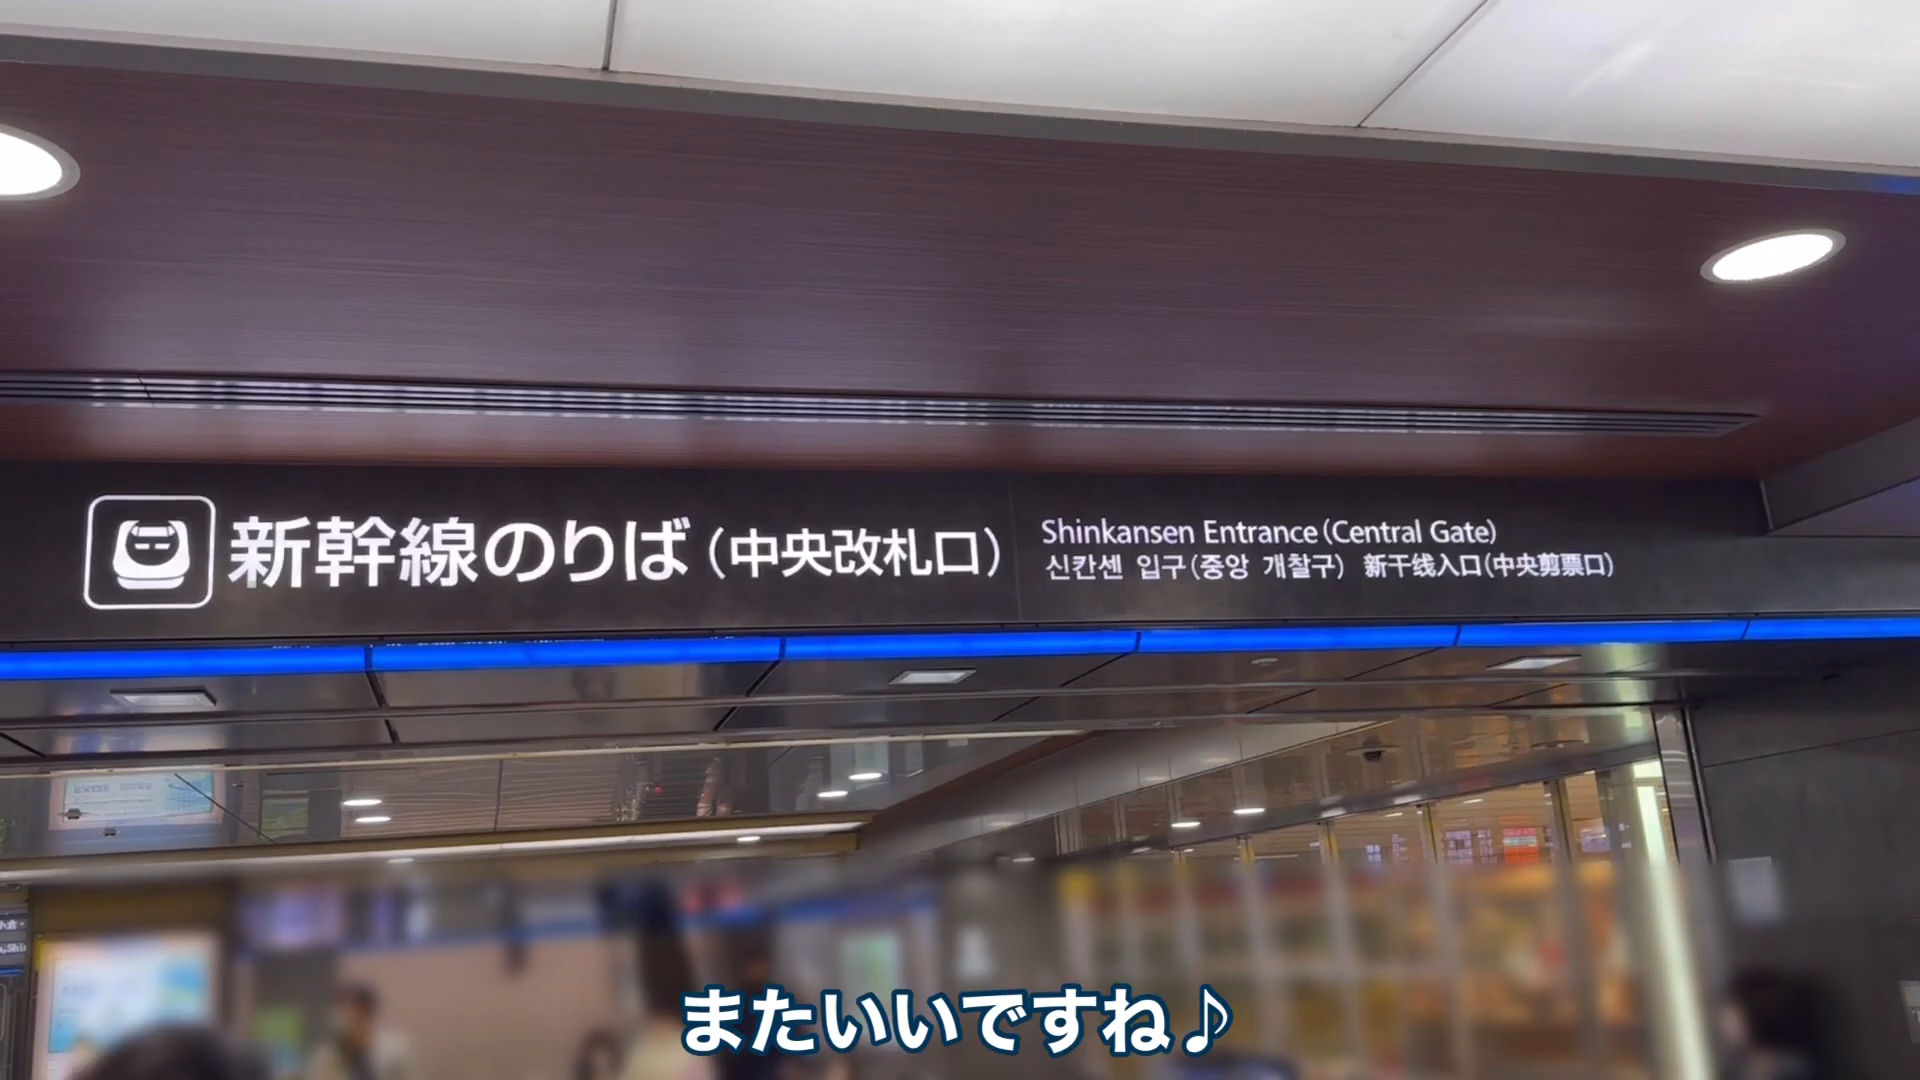 新幹線のりば(中央改札口)
Shinkansen Entrance(Central Gate)
신칸센 입구(중앙 개찰구) 新干线入口(中央剪票口)
またいいですね♪